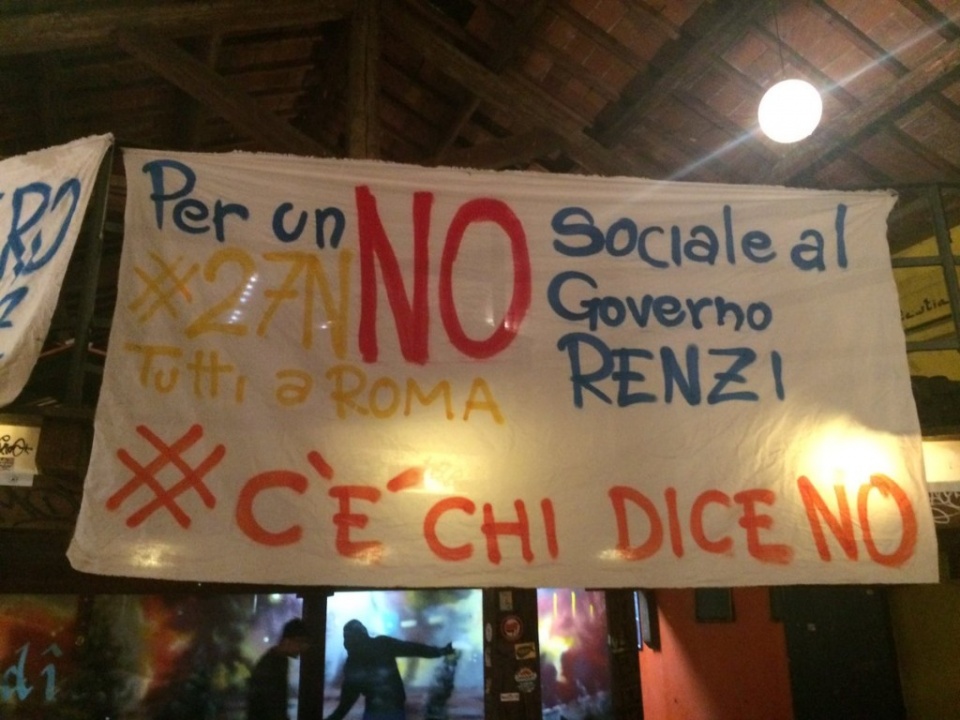 Per un NO Sociale al
Governo
RENZI
#27N
Tutti a ROMA
#C'È CHI DICE NO